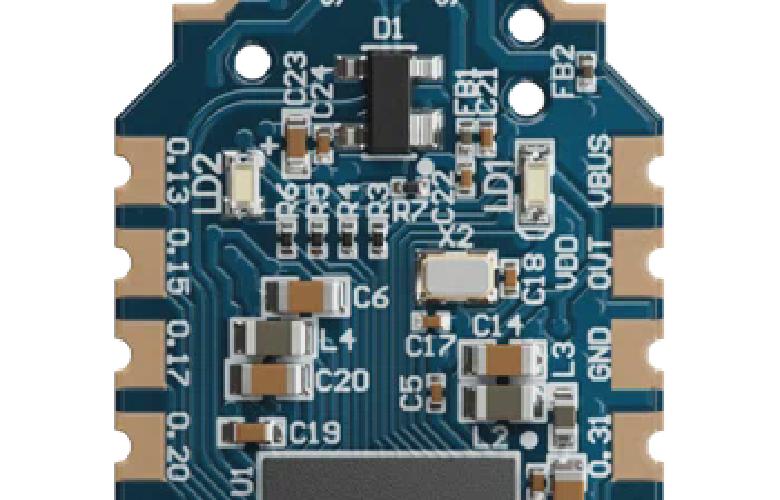 D1
C23
C24
FB1
C21
FB2
0.13
LD2
+
R6
R5
R4
R3
R7
C22
LD1
VBUS
X2
0.15
C6
C18
VDD
OUT
0.17
L4
C17
C14
L3
GND
C20
C5
0.20
C19
L2
0.31
U1